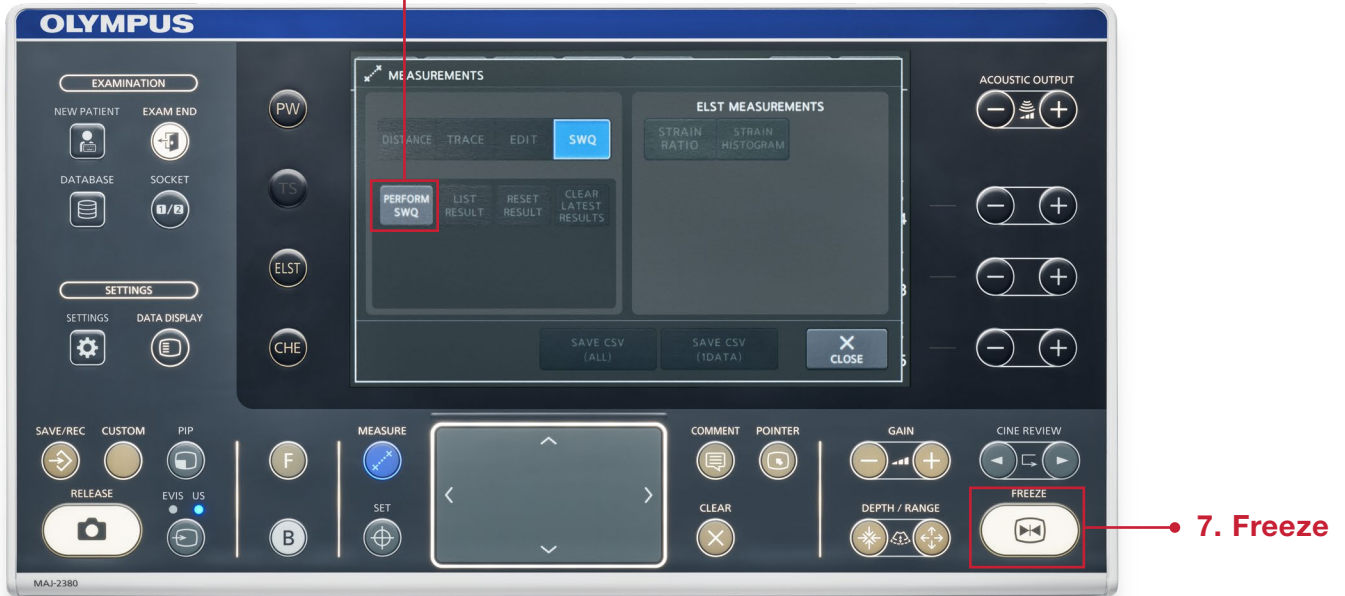 OLYMPUS
EXAMINATION
NEW PATIENT
EXAM END
DATABASE
SOCKET
1/2
SETTINGS
SETTINGS
DATA DISPLAY
PW
TS
ELST
CHE
MEASUREMENTS
DISTANCE
TRACE
EDIT
SWQ
PERFORM
SWQ
LIST
RESULT
RESET
RESULT
CLEAR
LATEST
RESULTS
ELST MEASUREMENTS
STRAIN
RATIO
STRAIN
HISTOGRAM
SAVE CSV
(ALL)
SAVE CSV
(1DATA)
X
CLOSE
ACOUSTIC OUTPUT
SAVE/REC
CUSTOM
PIP
RELEASE
EVIS
US
F
B
MEASURE
SET
COMMENT
POINTER
CLEAR
GAIN
DEPTH / RANGE
CINE REVIEW
FREEZE
7. Freeze
MAJ-2380